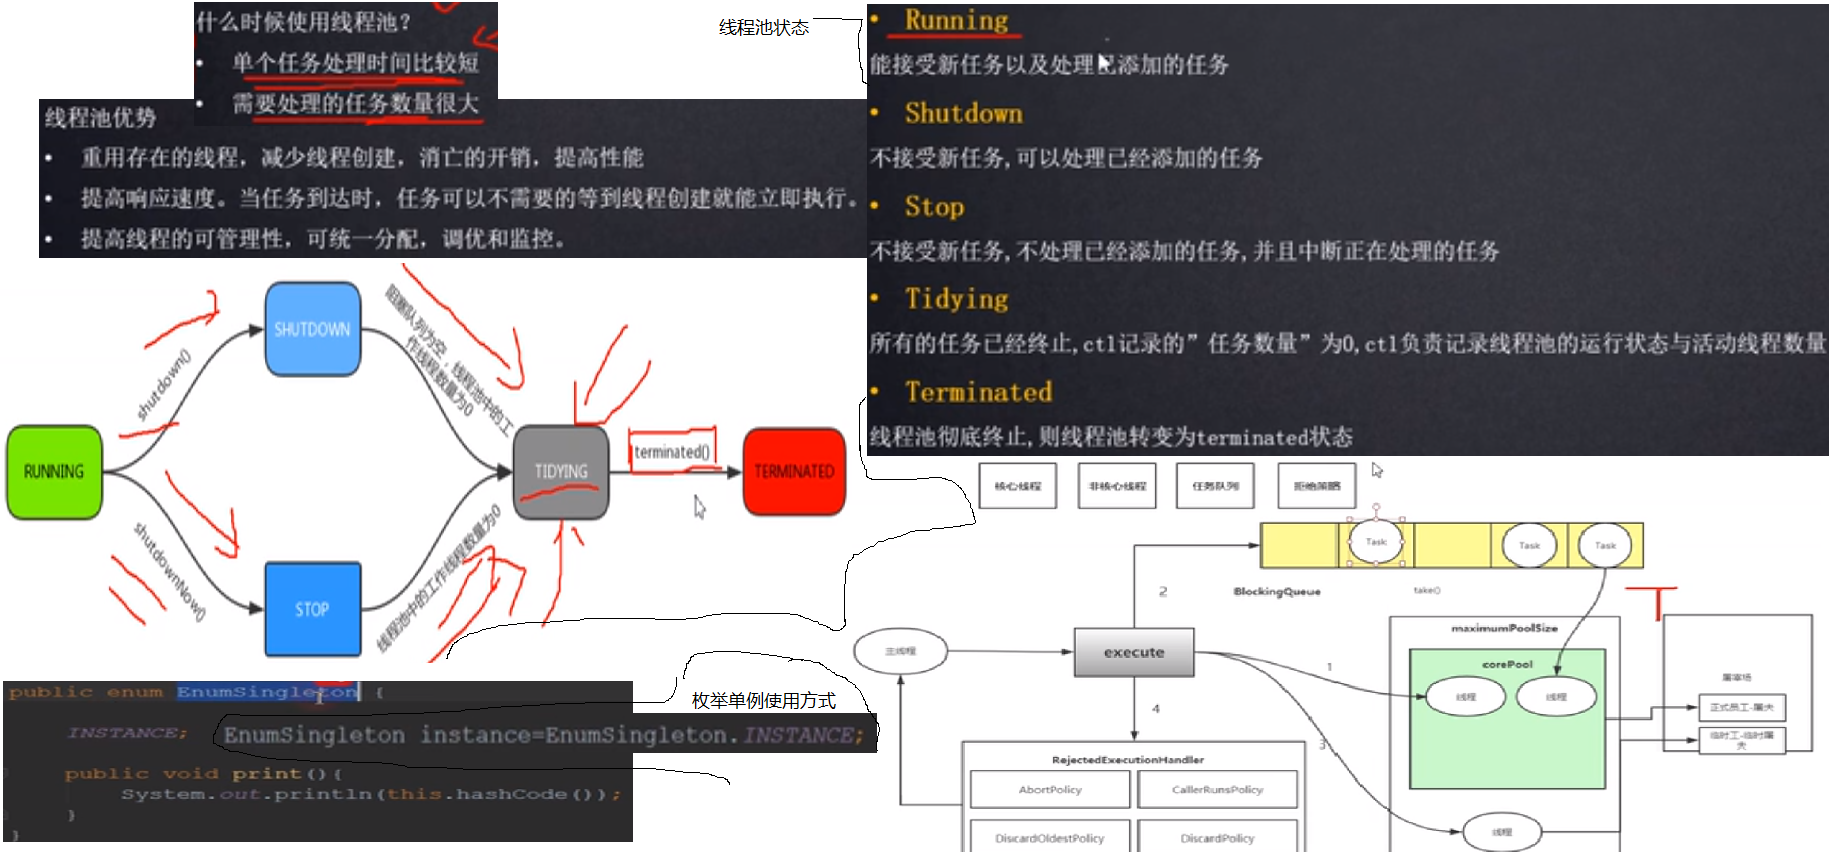 什么时候使用线程池?
• 单个任务处理时间比较短
• 需要处理的任务数量很大
线程池优势
• 重用存在的线程，减少线程创建，消亡的开销，提高性能
• 提高响应速度。当任务到达时，任务可以不需要的等到线程创建就能立即执行。
• 提高线程的可管理性，可统一分配，调优和监控。
线程池状态
• Running
能接受新任务以及处理已添加的任务
• Shutdown
不接受新任务,可以处理已经添加的任务
• Stop
不接受新任务,不处理已经添加的任务,并且中断正在处理的任务
• Tidying
所有的任务已经终止,ctl记录的”任务数量”为0,ctl负责记录线程池的运行状态与活动线程数量
• Terminated
线程池彻底终止,则线程池转变为terminated状态
RUNNING
shutdown()
SHUTDOWN
阻塞队列为空，线程池中的工
作线程数量为0
shutdownNow()
STOP
线程池中的工作线程数量为0
TIDYING
terminated()
TERMINATED
public enum EnumSingleton {
INSTANCE;
public void print(){
System.out.println(this.hashCode());
}
}
枚举单例使用方式
EnumSingleton instance=EnumSingleton.INSTANCE;
核心线程
非核心线程
任务队列
拒绝策略
Task
Task
Task
BlockingQueue
take()
2
主线程
execute
1
4
3
maximumPoolSize
corePool
线程
线程
线程
屠宰场
正式员工-屠夫
临时工-临时屠
夫
RejectedExecutionHandler
AbortPolicy
CallerRunsPolicy
DiscardOldestPolicy
DiscardPolicy